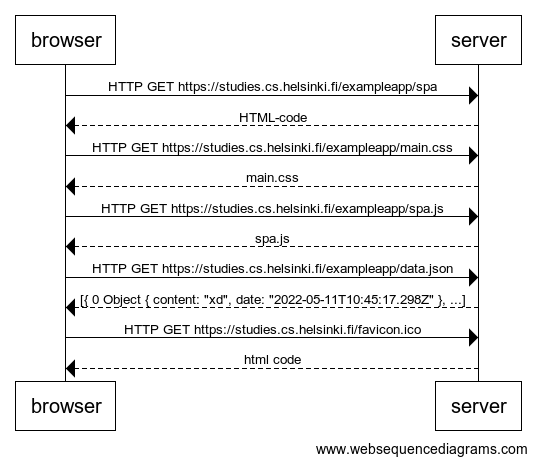 browser server
HTTP GET https://studies.cs.helsinki.fi/exampleapp/spa
HTML-code
HTTP GET https://studies.cs.helsinki.fi/exampleapp/main.css
main.css
HTTP GET https://studies.cs.helsinki.fi/exampleapp/spa.js
spa.js
HTTP GET https://studies.cs.helsinki.fi/exampleapp/data.json
[{ 0 Object { content: "xd", date: "2022-05-11T10:45:17.298Z" }, ...]
HTTP GET https://studies.cs.helsinki.fi/favicon.ico
html code
browser server
www.websequencediagrams.com